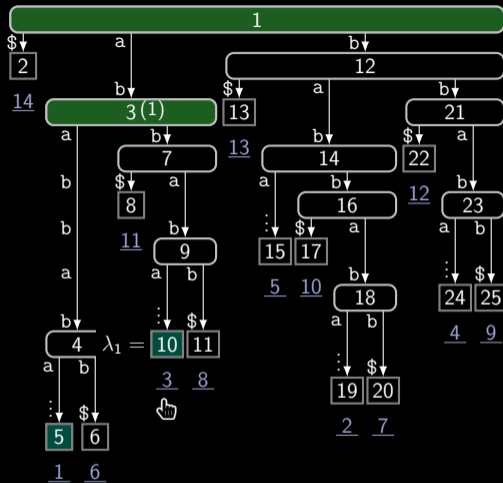 1
$ a b
2 12
14 b $ a b
3 (1) 13 21
a b 13 b $ a
7 14 22
b $ a a b 12 b
8 16 23
b 11 b ⋮ $ a a b
9 15 17 ⋮ $
a a b 5 10 b 24 25
18 4 9
b ⋮ $ a b
4 λ₁ = 10 11
a b 3 8 ⋮ $
19 20
⋮ $ 2 7
5 6
1 6